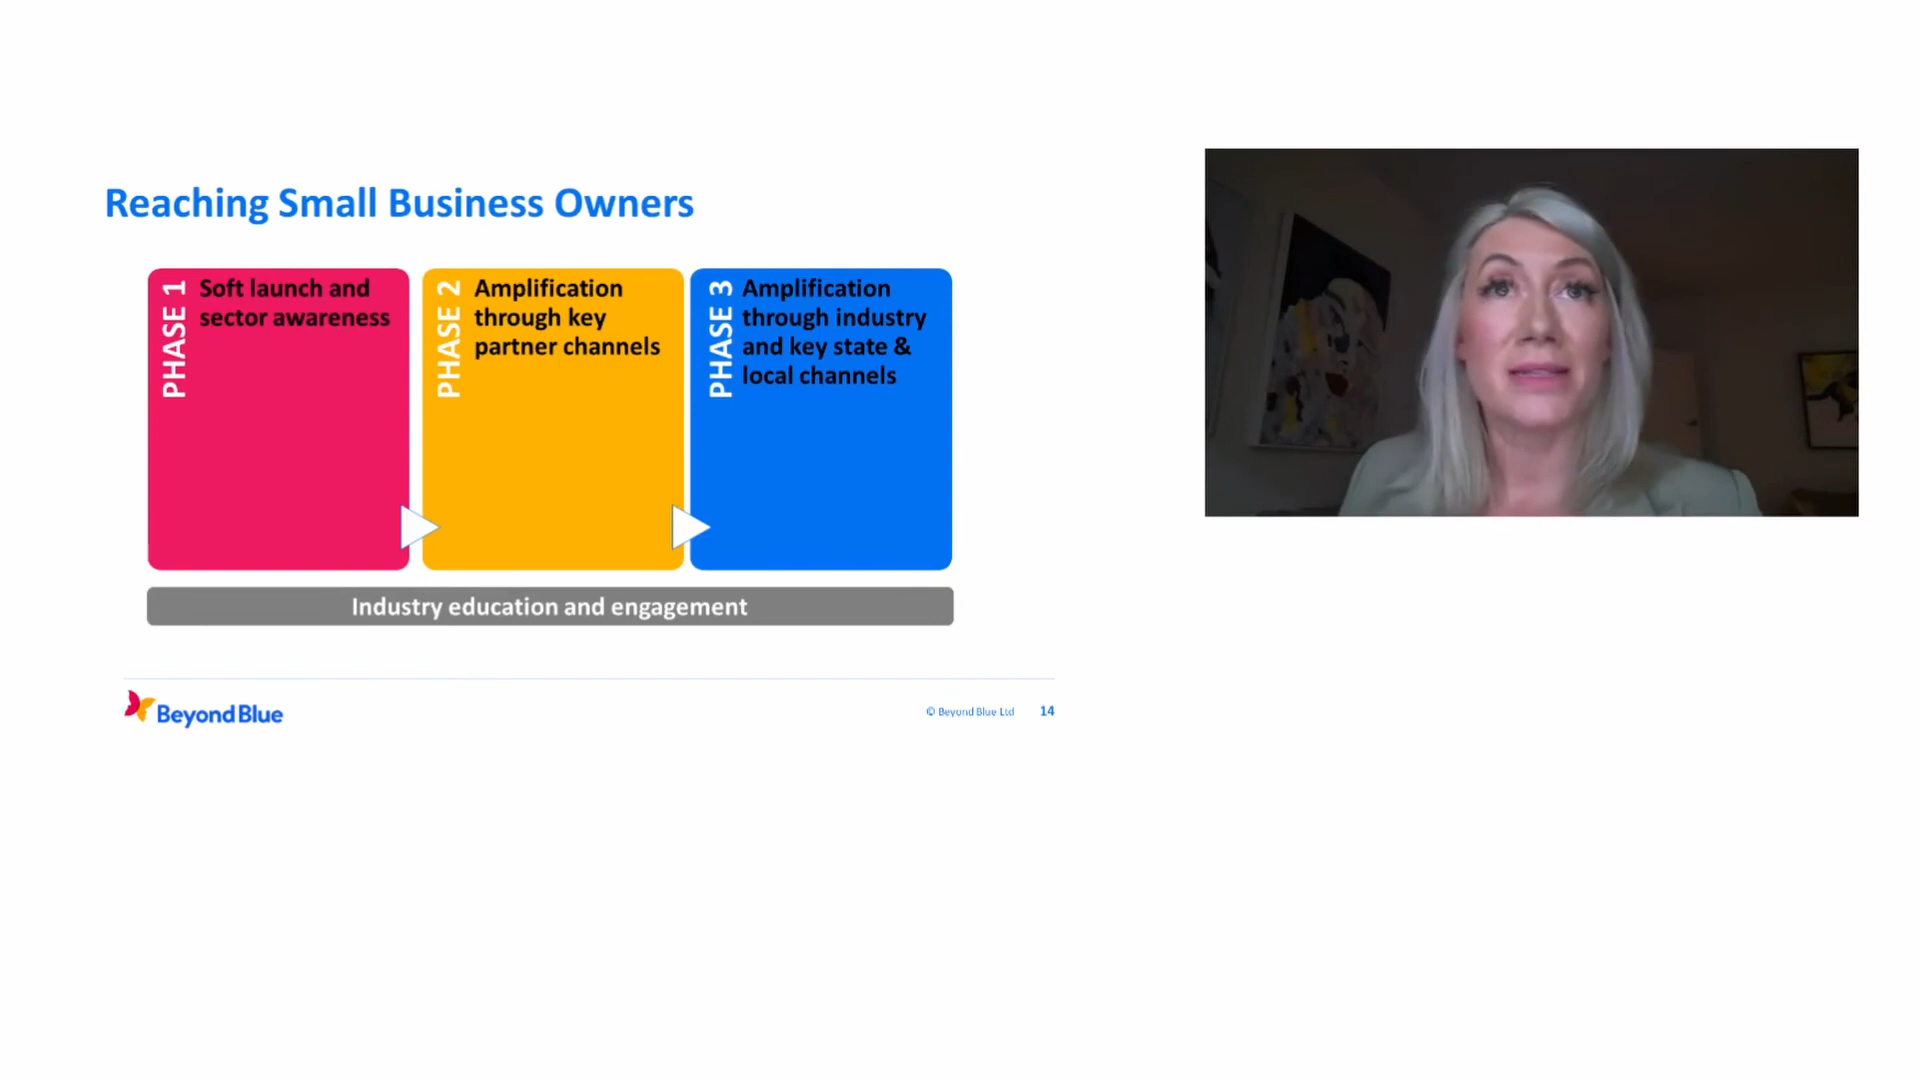 Reaching Small Business Owners
PHASE 1
Soft launch and
sector awareness
PHASE 2
Amplification
through key
partner channels
PHASE 3
Amplification
through industry
and key state &
local channels
Industry education and engagement
Beyond Blue
© Beyond Blue Ltd 14